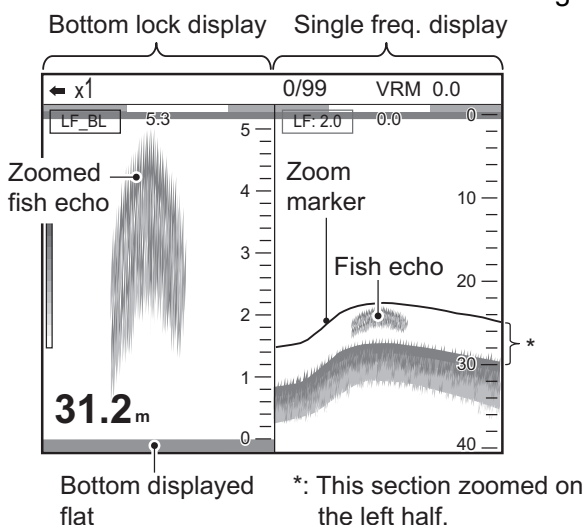 Bottom lock display Single freq. display
x1 0/99 VRM 0.0
LF_BL 5.3 LF: 2.0 0.0 0
5
Zoomed
fish echo
Zoom
marker
4
10
3
Fish echo
20
2
*
30
1
31.2 m
0
40
Bottom displayed
flat
*: This section zoomed on
the left half.